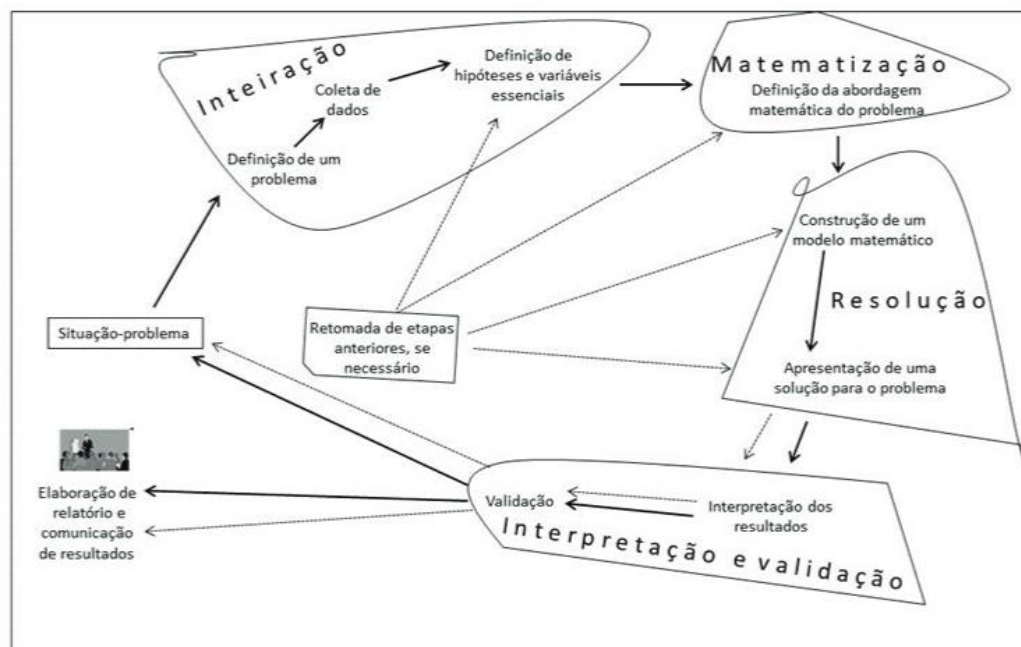 Inteiração
Definição de
hipóteses e variáveis
essenciais
Coleta de
dados
Definição de um
problema
Matematização
Definição da abordagem
matemática do problema
Construção de um
modelo matemático
Resolução
Apresentação de uma
solução para o problema
Situação-problema
Retomada de etapas
anteriores, se
necessário
Elaboração de
relatório e
comunicação
de resultados
Validação
Interpretação dos
resultados
Interpretação e validação